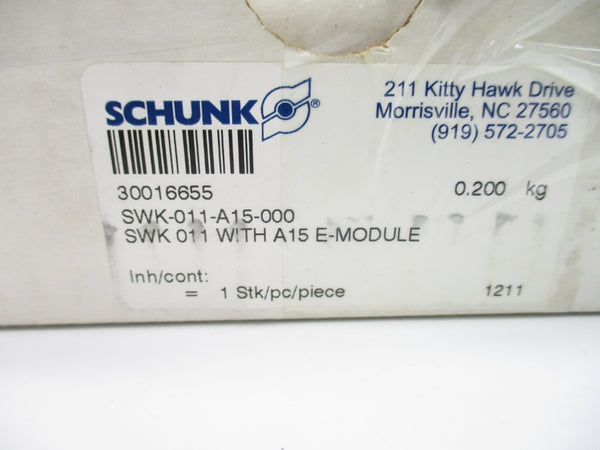 SCHUNK ®
211 Kitty Hawk Drive
Morrisville, NC 27560
(919) 572-2705
30016655 0.200 kg
SWK-011-A15-000
SWK 011 WITH A15 E-MODULE
Inh/cont:
= 1 Stk/pc/piece 1211